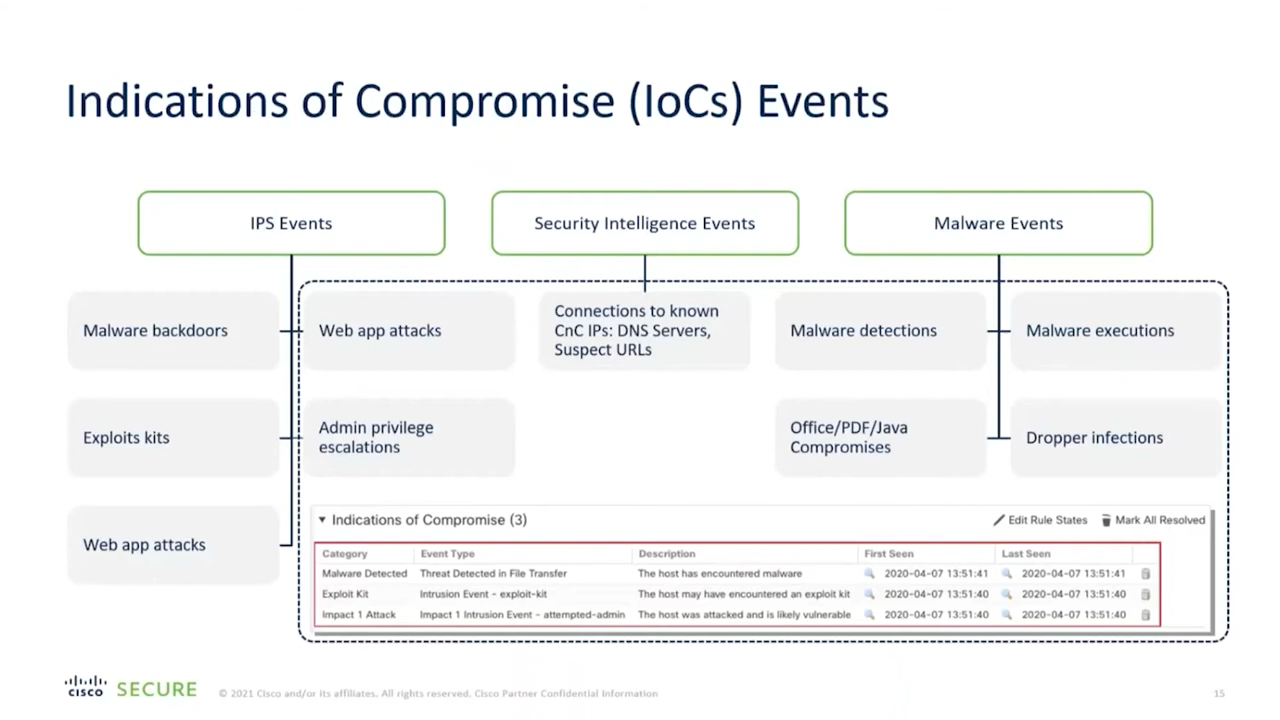 Indications of Compromise (IoCs) Events
IPS Events
Security Intelligence Events
Malware Events
Malware backdoors
Web app attacks
Connections to known
CnC IPs: DNS Servers,
Suspect URLs
Malware detections
Malware executions
Exploits kits
Admin privilege
escalations
Office/PDF/Java
Compromises
Dropper infections
Web app attacks
Indications of Compromise (3)
Edit Rule States
Mark All Resolved
Category Event Type Description First Seen Last Seen
Malware Detected Threat Detected in File Transfer The host has encountered malware 2020-04-07 13:51:41 2020-04-07 13:51:41
Exploit Kit Intrusion Event - exploit-kit The host may have encountered an exploit kit 2020-04-07 13:51:40 2020-04-07 13:51:40
Impact 1 Attack Impact 1 Intrusion Event - attempted-admin The host was attacked and is likely vulnerable 2020-04-07 13:51:40 2020-04-07 13:51:40
cisco SECURE
© 2021 Cisco and/or its affiliates. All rights reserved. Cisco Partner Confidential Information
15